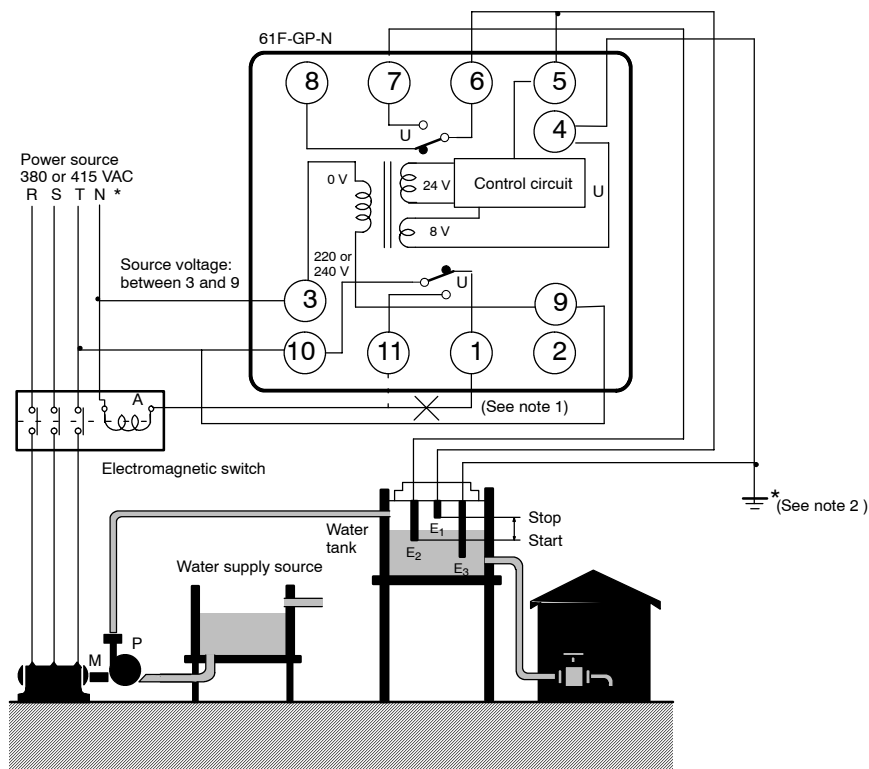 61F-GP-N
8
7
6
5
4
U
Power source
380 or 415 VAC
R S T N *
0 V
24 V
Control circuit
U
8 V
Source voltage:
between 3 and 9
220 or
240 V
U
3
9
10
11
1
2
A
(See note 1)
Electromagnetic switch
*
(See note 2 )
Water
tank
E1
Stop
E2
Start
E3
Water supply source
P
M